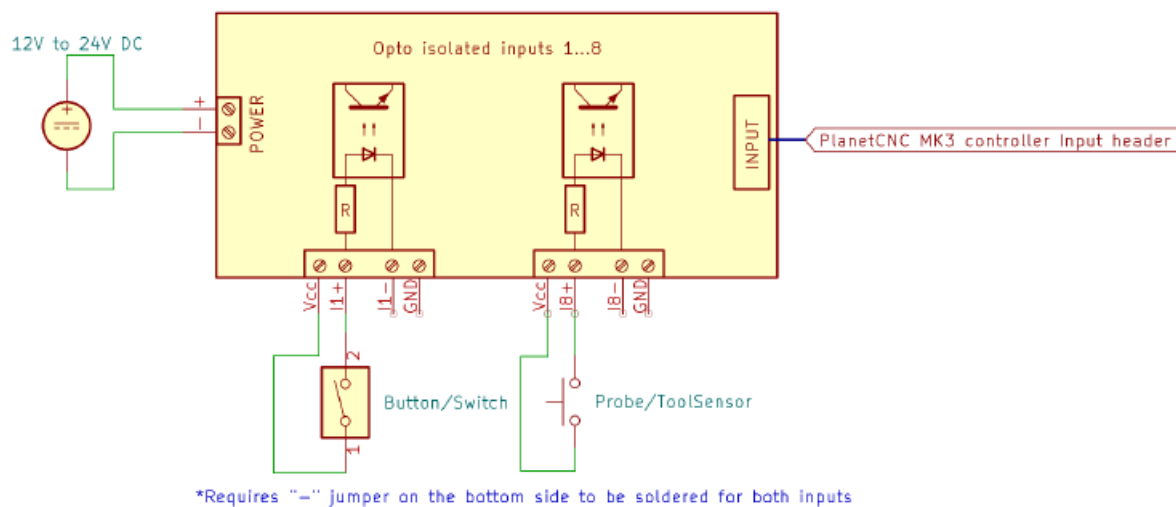 12V to 24V DC
Opto isolated inputs 1...8
+
-
POWER
INPUT
PlanetCNC MK3 controller Input header
R
R
Vcc
I1+
I1-
GND
Vcc
I8+
I8-
GND
2
Button/Switch
1
Probe/ToolSensor
*Requires "-" jumper on the bottom side to be soldered for both inputs